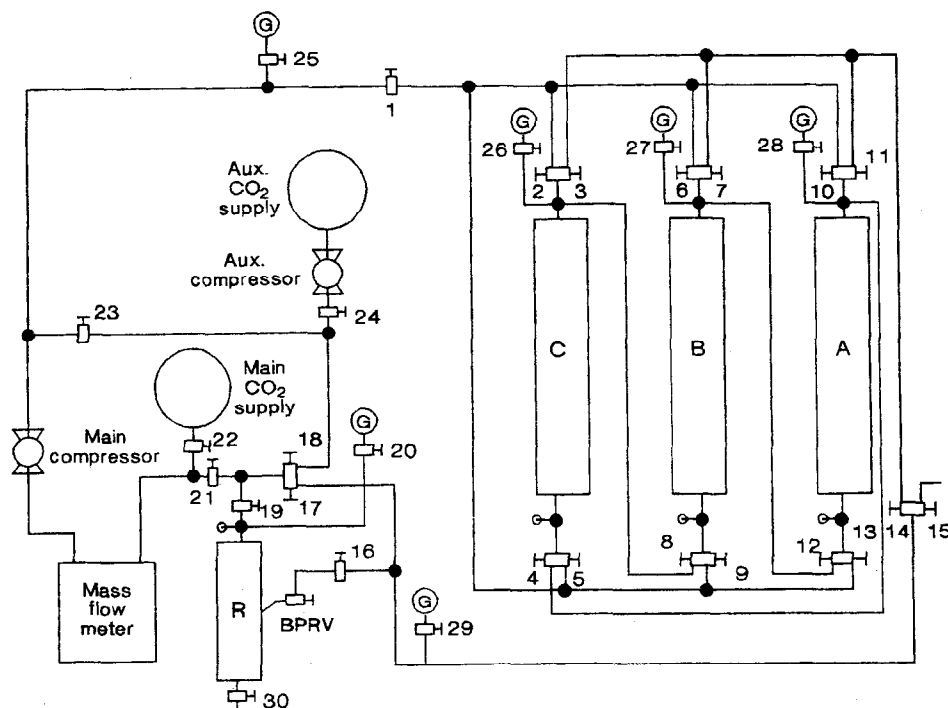 G
25
1
G
26
G
27
G
28
11
2
3
6
7
10
Aux.
CO2
supply
Aux.
compressor
24
23
C
B
A
Main
CO2
supply
G
22
18
20
Main
compressor
21
19
17
14
15
8
13
16
12
4
5
9
Mass
flow
meter
R
BPRV
G
29
30